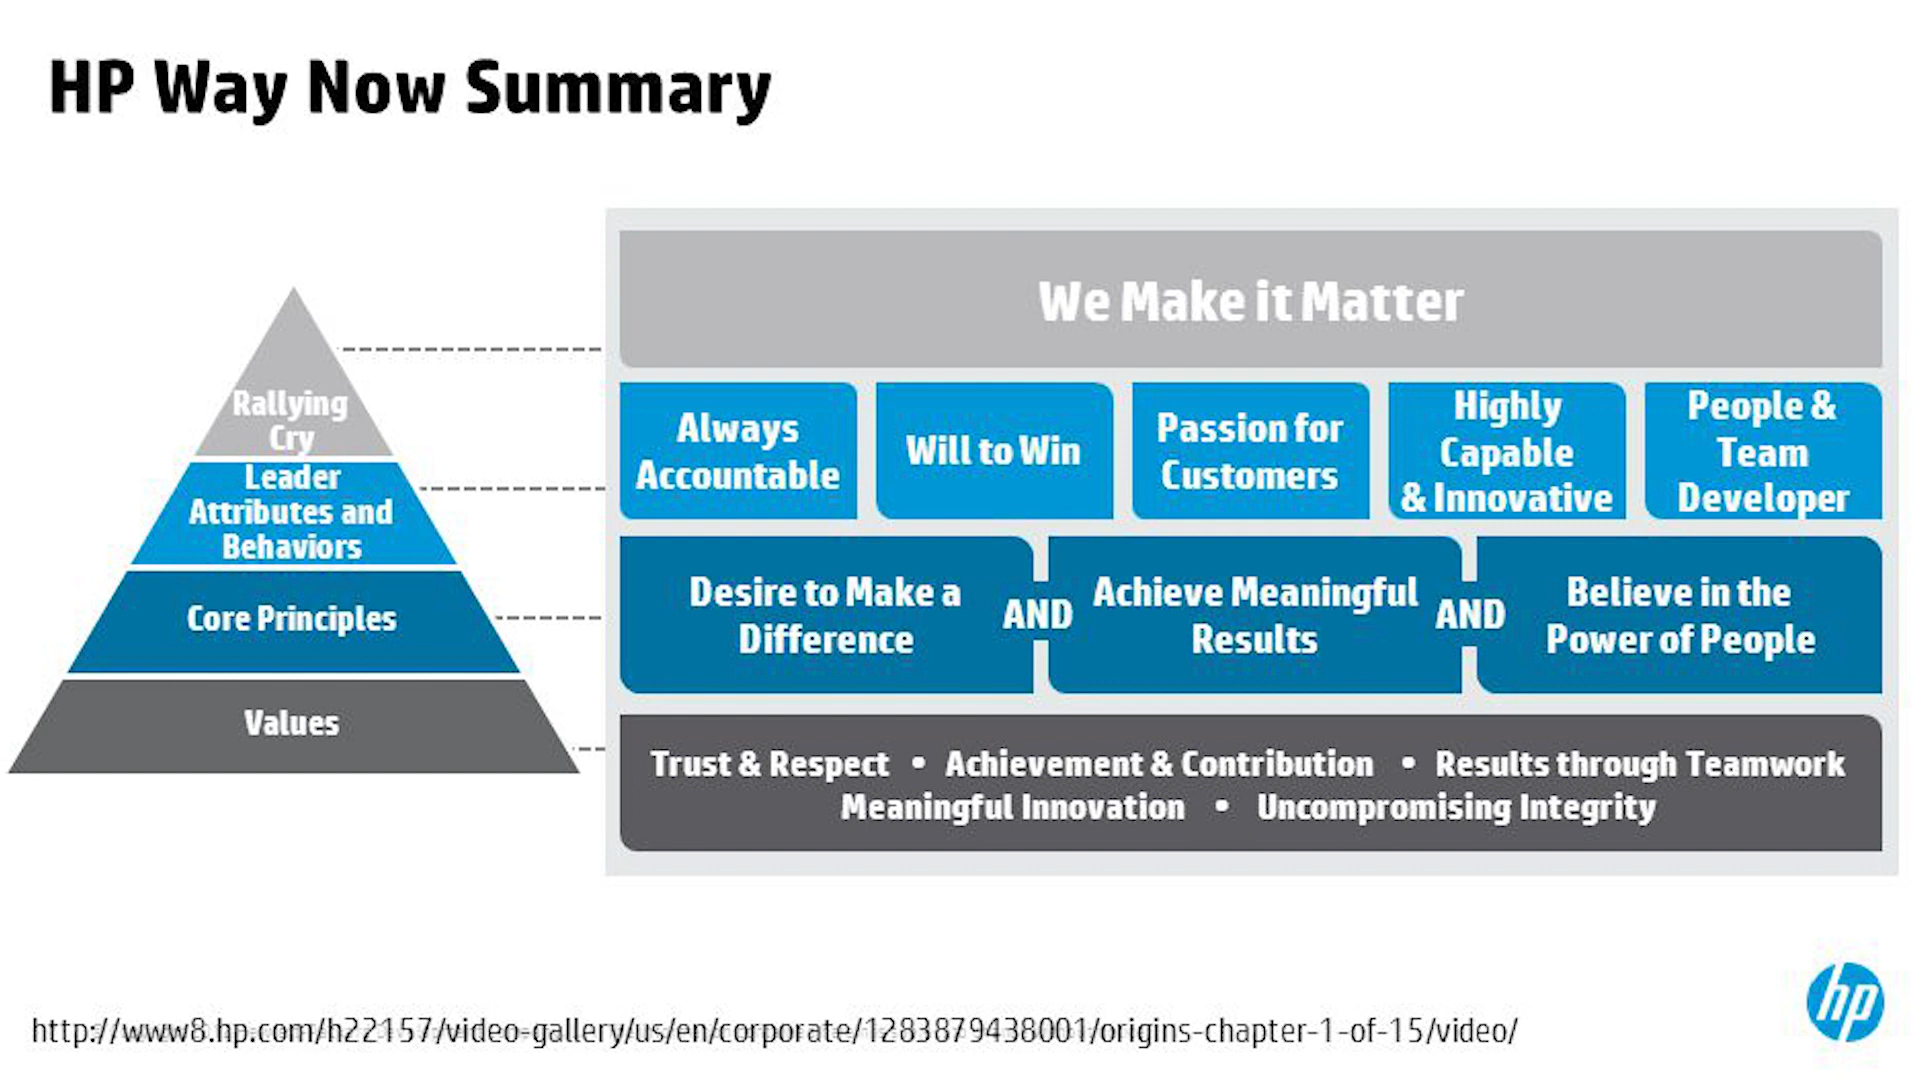 HP Way Now Summary
Rallying
Cry
Leader
Attributes and
Behaviors
Core Principles
Values
We Make it Matter
Always
Accountable
Will to Win
Passion for
Customers
Highly
Capable
& Innovative
People &
Team
Developer
Desire to Make a
Difference
AND
Achieve Meaningful
Results
AND
Believe in the
Power of People
Trust & Respect • Achievement & Contribution • Results through Teamwork
Meaningful Innovation • Uncompromising Integrity
http://www8.hp.com/h22157/video-gallery/us/en/corporate/1283879438001/origins-chapter-1-of-15/video/
hp